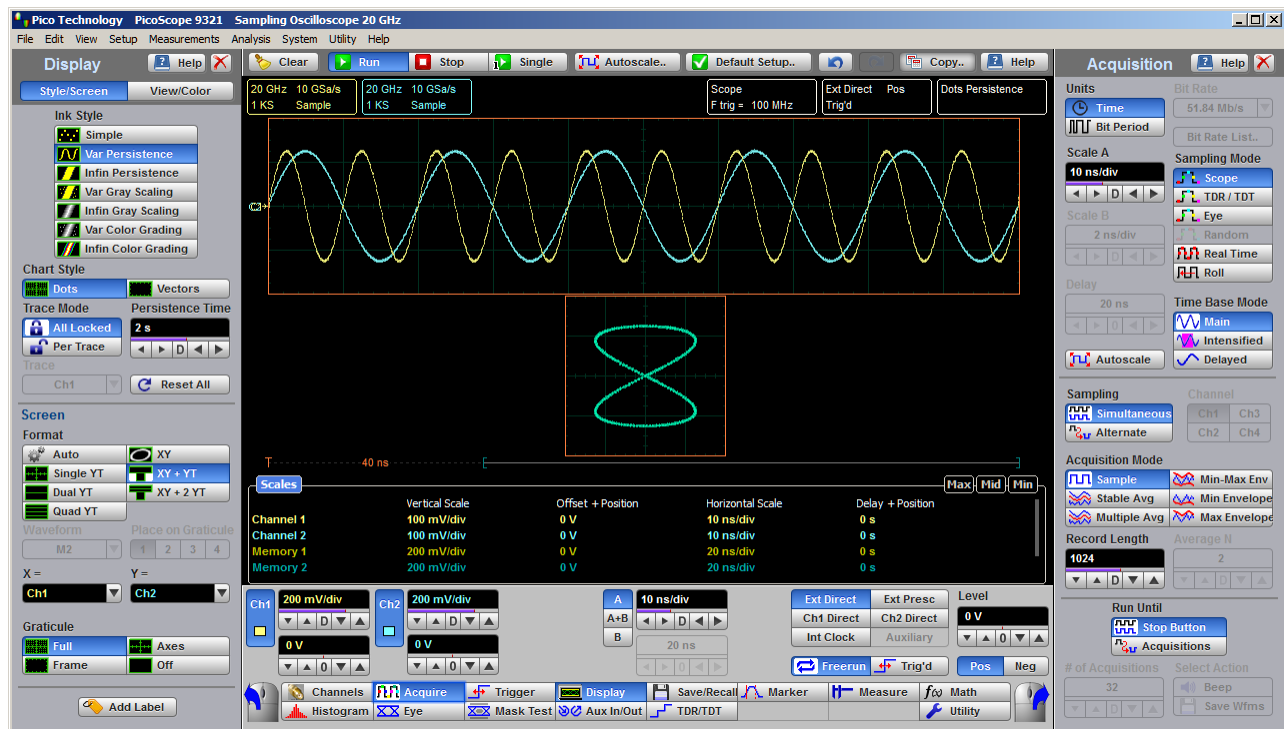 Pico Technology PicoScope 9321 Sampling Oscilloscope 20 GHz
File Edit View Setup Measurements Analysis System Utility Help
Display Help
Style/Screen View/Color
Ink Style
Simple
Var Persistence
Infin Persistence
Var Gray Scaling
Infin Gray Scaling
Var Color Grading
Infin Color Grading
Chart Style
Dots Vectors
Trace Mode Persistence Time
All Locked 2 s
Per Trace D
Trace
Ch1 Reset All
Screen
Format
Auto XY
Single YT XY + YT
Dual YT XY + 2 YT
Quad YT
Waveform Place on Graticule
M2 1 2 3 4
X = Y =
Ch1 Ch2
Graticule
Full Axes
Frame Off
Add Label
Clear Run Stop Single Autoscale.. Default Setup.. Copy.. Help
20 GHz 10 GSa/s 20 GHz 10 GSa/s Scope Ext Direct Pos Dots Persistence
1 KS Sample 1 KS Sample F trig = 100 MHz Trig'd
C2
T 40 ns
Scales Max Mid Min
Vertical Scale Offset + Position Horizontal Scale Delay + Position
Channel 1 100 mV/div 0 V 10 ns/div 0 s
Channel 2 100 mV/div 0 V 10 ns/div 0 s
Memory 1 200 mV/div 0 V 20 ns/div 0 s
Memory 2 200 mV/div 0 V 20 ns/div 0 s
Ch1 200 mV/div Ch2 200 mV/div A 10 ns/div Ext Direct Ext Presc Level
D D A+B D Ch1 Direct Ch2 Direct 0 V
0 V 0 V B 20 ns Int Clock Auxiliary 0
0 0 0 Freerun Trig'd Pos Neg
Channels Acquire Trigger Display Save/Recall Marker Measure f(x) Math
Histogram Eye Mask Test Aux In/Out TDR/TDT Utility
Acquisition Help
Units Bit Rate
Time 51.84 Mb/s
Bit Period Bit Rate List..
Scale A Sampling Mode
10 ns/div Scope
D TDR / TDT
Scale B Eye
2 ns/div Random
D Real Time
Roll
Delay
20 ns Time Base Mode
0 Main
Intensified
Autoscale Delayed
Sampling Channel
Simultaneous Ch1 Ch3
Alternate Ch2 Ch4
Acquisition Mode
Sample Min-Max Env
Stable Avg Min Envelope
Multiple Avg Max Envelope
Record Length Average N
1024 2
D D
Run Until
Stop Button
Acquisitions
# of Acquisitions Select Action
32 Beep
D Save Wfms